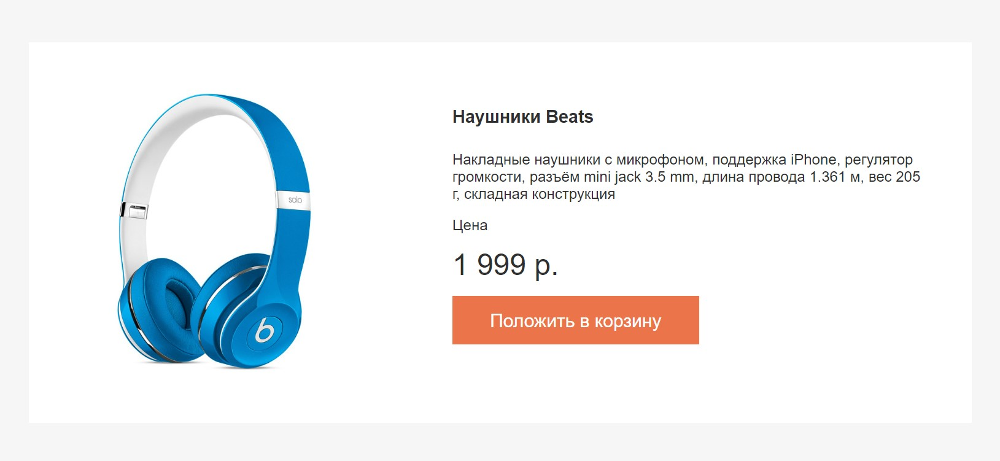 Наушники Beats
Накладные наушники с микрофоном, поддержка iPhone, регулятор
громкости, разъём mini jack 3.5 mm, длина провода 1.361 м, вес 205
г, складная конструкция
solo
Цена
1 999 р.
Положить в корзину
b